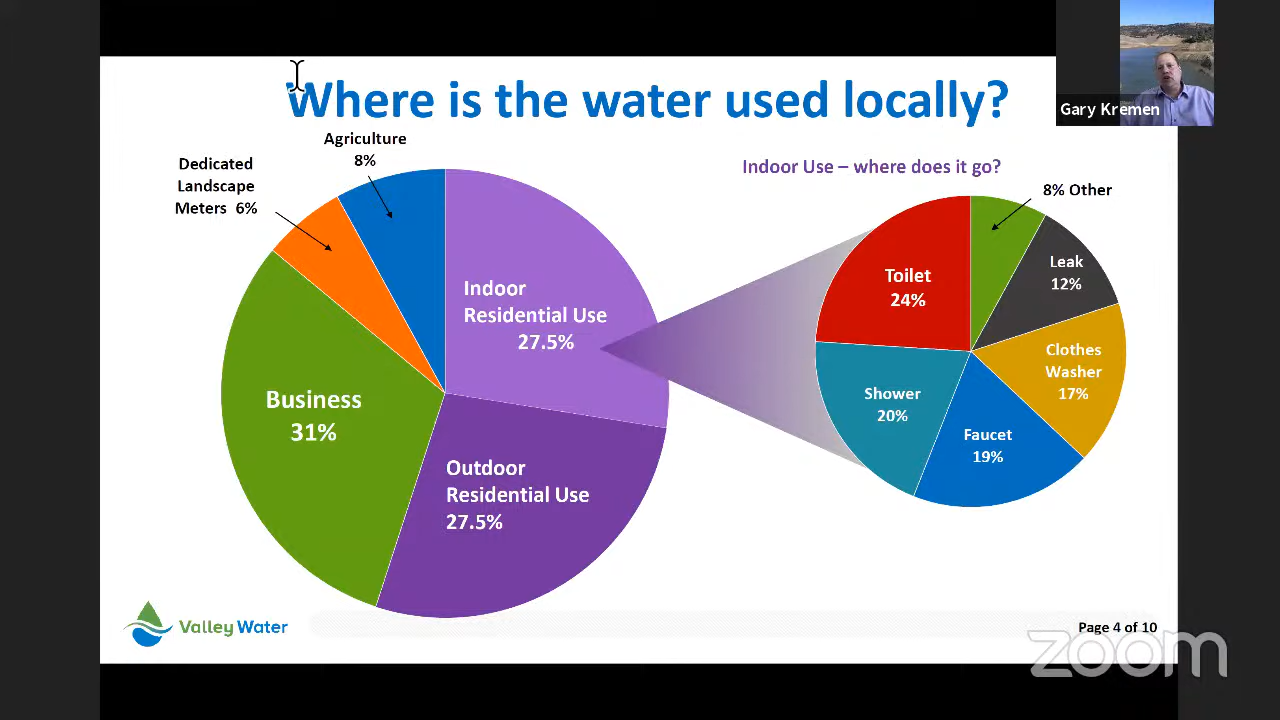 Where is the water used locally?
Gary Kremen
Agriculture
8%
Dedicated
Landscape
Meters 6%
Indoor
Residential Use
27.5%
Business
31%
Outdoor
Residential Use
27.5%
Indoor Use – where does it go?
8% Other
Toilet
24%
Leak
12%
Clothes
Washer
17%
Shower
20%
Faucet
19%
Valley Water
Page 4 of 10
zoom